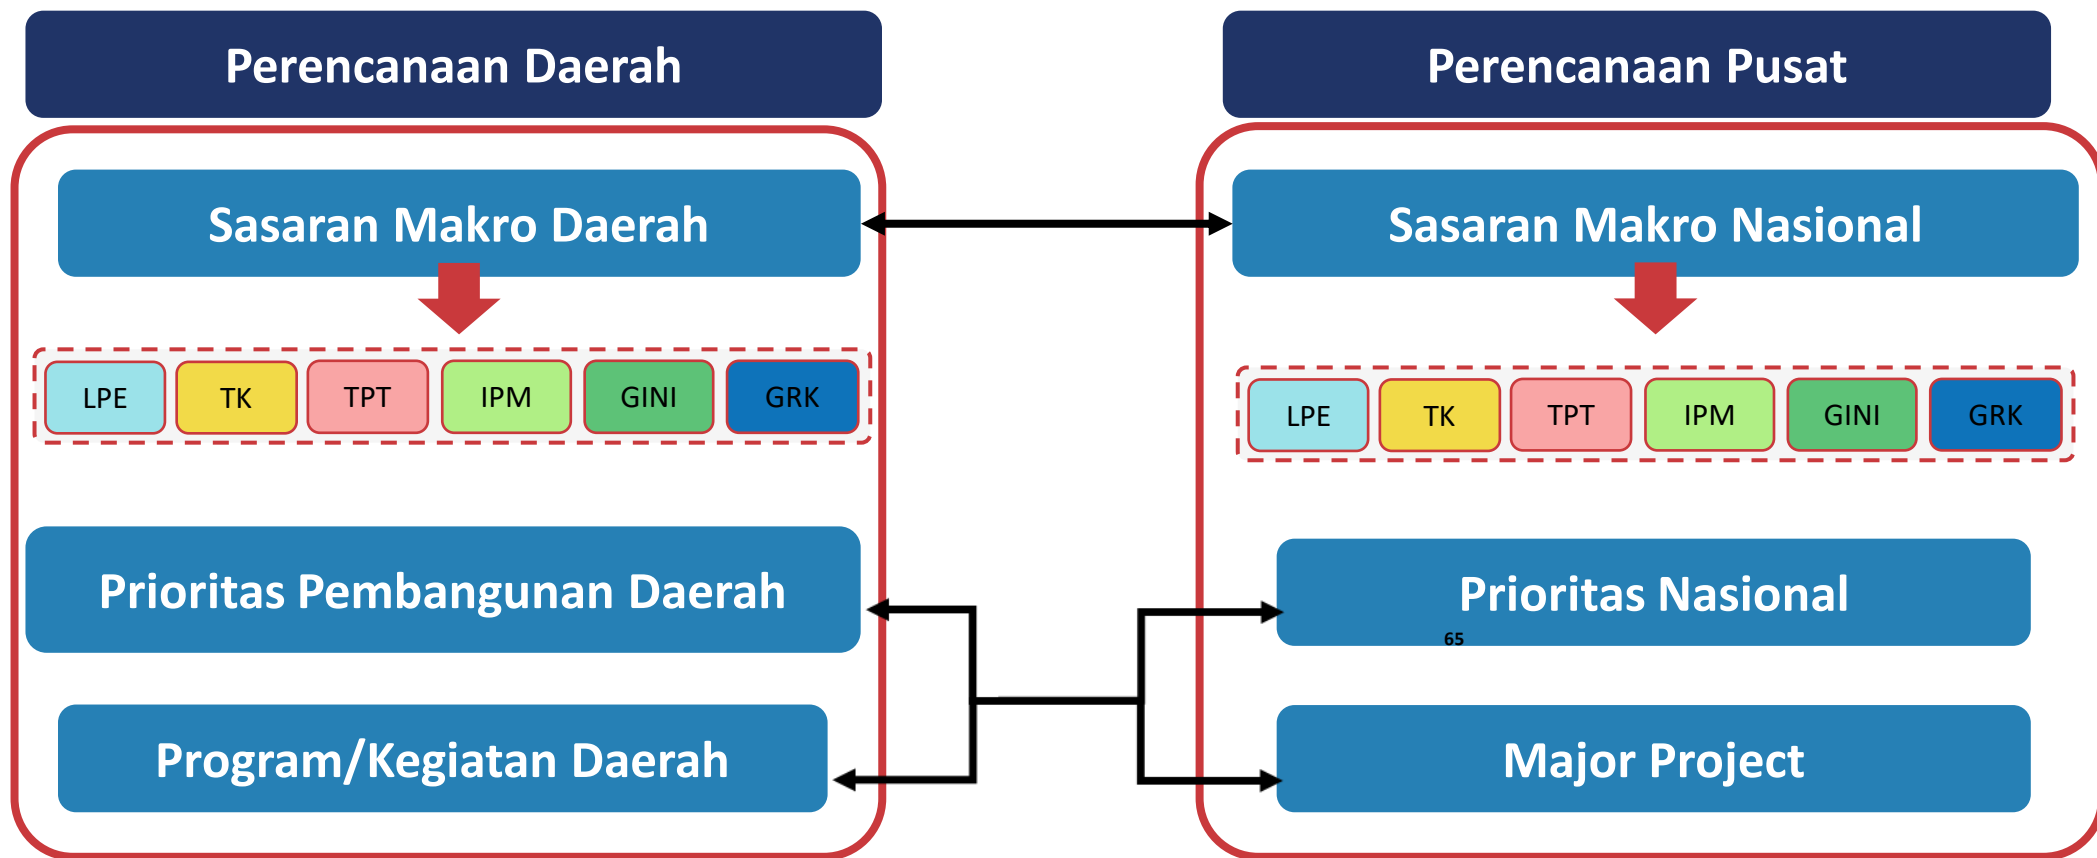 Perencanaan Daerah
Sasaran Makro Daerah
LPE TK TPT IPM GINI GRK
Prioritas Pembangunan Daerah
Program/Kegiatan Daerah
Perencanaan Pusat
Sasaran Makro Nasional
LPE TK TPT IPM GINI GRK
Prioritas Nasional
65
Major Project